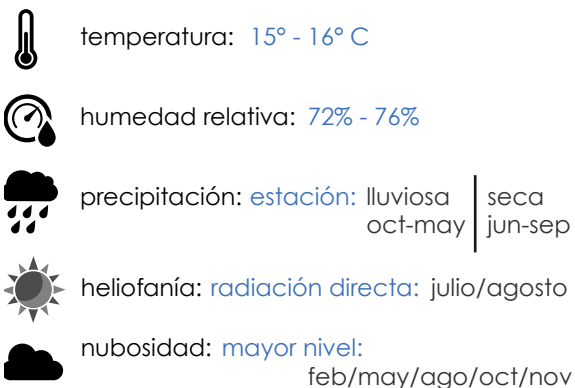 temperatura: 15° - 16° C
humedad relativa: 72% - 76%
precipitación: estación: lluviosa | seca
oct-may | jun-sep
heliofanía: radiación directa: julio/agosto
nubosidad: mayor nivel:
feb/may/ago/oct/nov